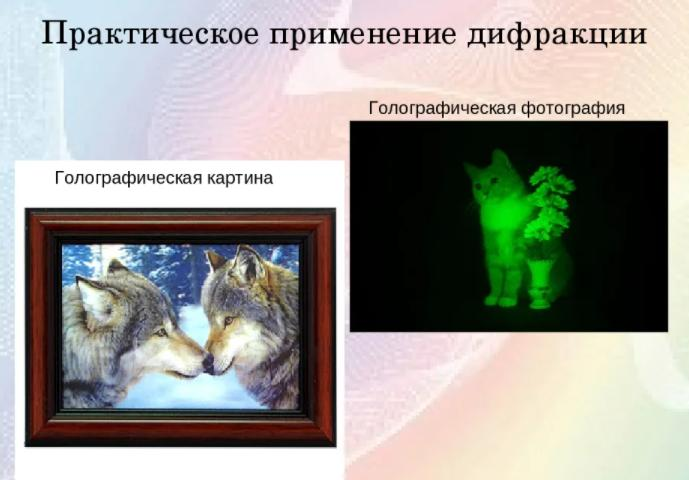 Практическое применение дифракции
Голографическая фотография
Голографическая картина